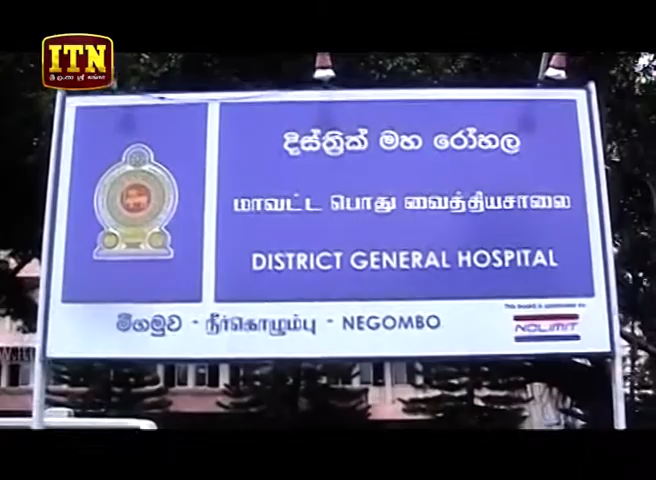 ITN
දිස්ත්‍රික් මහ රෝහල
மாவட்ட பொது வைத்தியசாலை
DISTRICT GENERAL HOSPITAL
මීගමුව - நீர்கொழும்பு - NEGOMBO
NOLIMIT